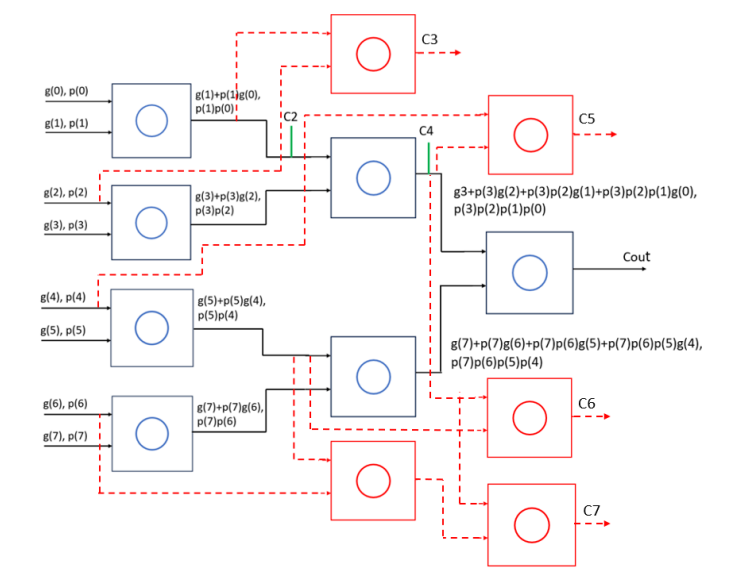 C3
g(0), p(0)
g(1)+p(1)g(0),
p(1)p(0)
g(1), p(1)
C2
C4
C5
g(2), p(2)
g(3), p(3)
g(3)+p(3)g(2),
p(3)p(2)
g3+p(3)g(2)+p(3)p(2)g(1)+p(3)p(2)p(1)g(0),
p(3)p(2)p(1)p(0)
Cout
g(4), p(4)
g(5), p(5)
g(5)+p(5)g(4),
p(5)p(4)
g(7)+p(7)g(6)+p(7)p(6)g(5)+p(7)p(6)p(5)g(4),
p(7)p(6)p(5)p(4)
g(6), p(6)
g(7), p(7)
g(7)+p(7)g(6),
p(7)p(6)
C6
C7